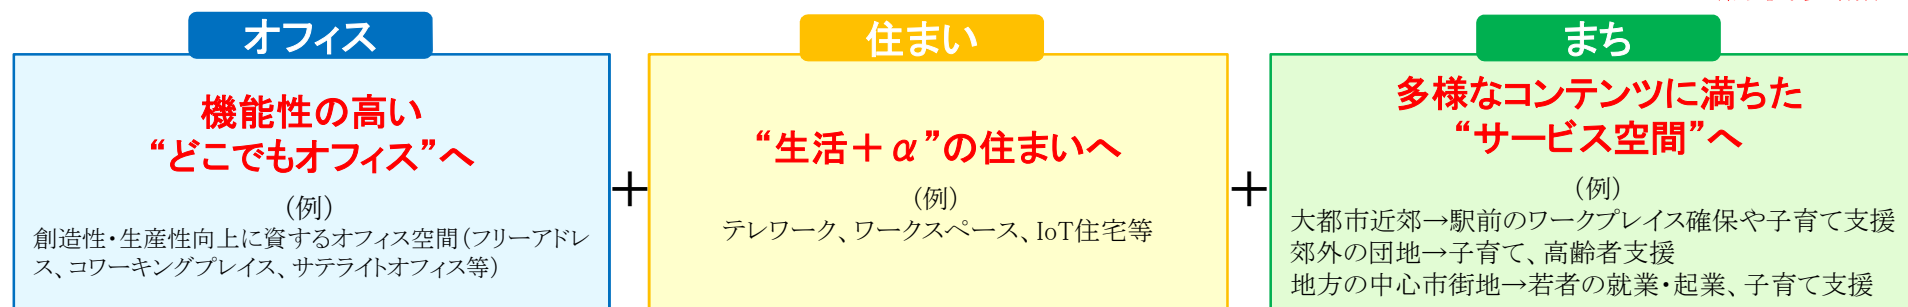 オフィス
機能性の高い
“どこでもオフィス”へ
(例)
創造性・生産性向上に資するオフィス空間(フリーアドレ
ス、コワーキングプレイス、サテライトオフィス等)
+
住まい
“生活＋α”の住まいへ
(例)
テレワーク、ワークスペース、IoT住宅等
+
まち
多様なコンテンツに満ちた
“サービス空間”へ
(例)
大都市近郊→駅前のワークプレイス確保や子育て支援
郊外の団地→子育て、高齢者支援
地方の中心市街地→若者の就業・起業、子育て支援